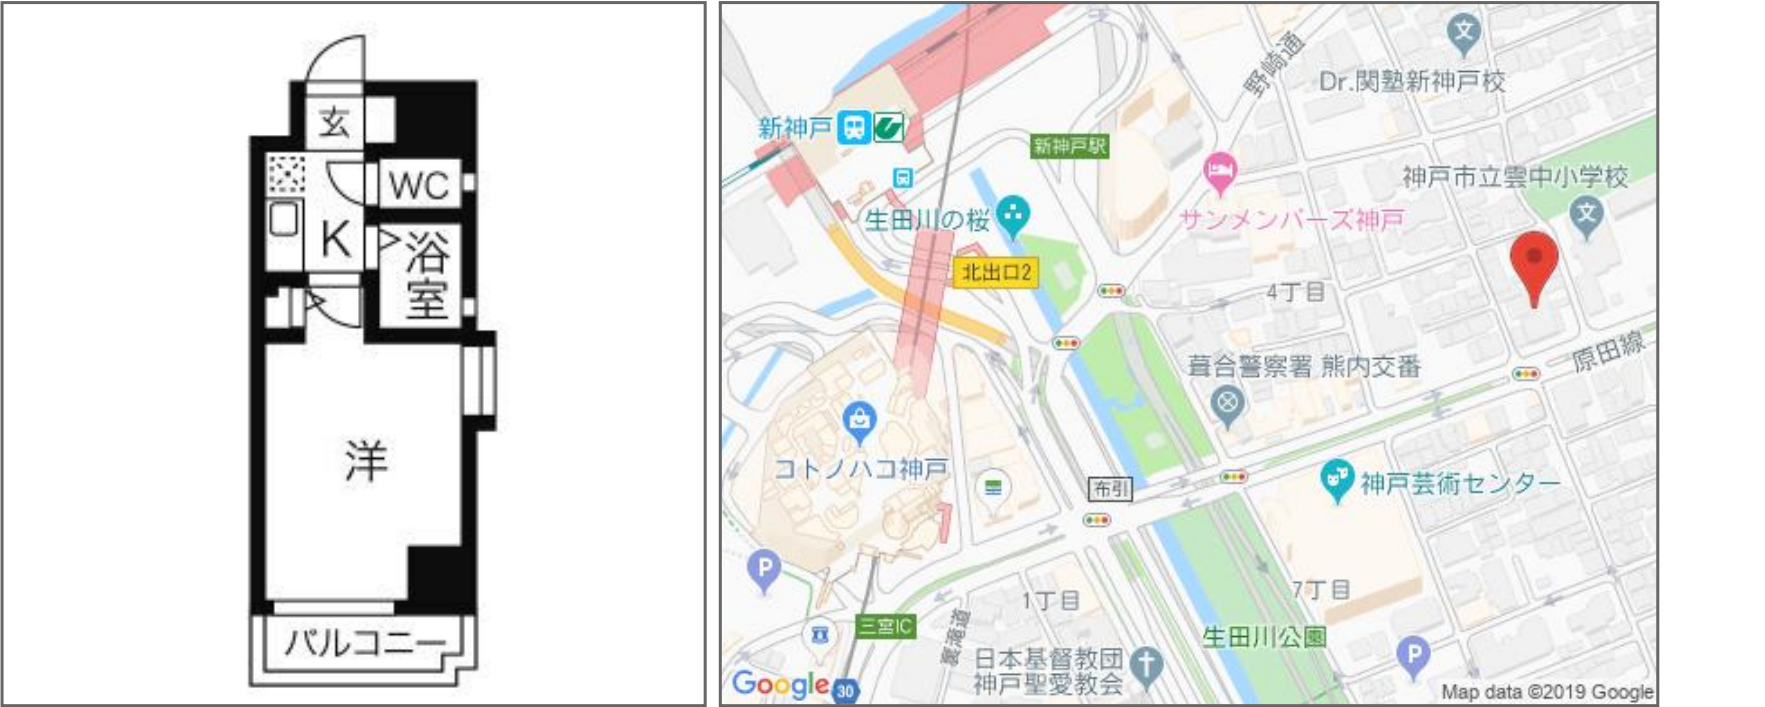 玄
WC
K
浴
室
洋
バルコニー
野崎通
Dr.関塾新神戸校
新神戸
新神戸駅
神戸市立雲中小学校
生田川の桜
サンメンバーズ神戸
北出口2
4丁目
原田線
葺合警察署 熊内交番
コトノハコ神戸
布引
神戸芸術センター
P
7丁目
1丁目
三宮IC
裏滝道
生田川公園
日本基督教団
神戸聖愛教会
P
Google
30
Map data ©2019 Google
文
文